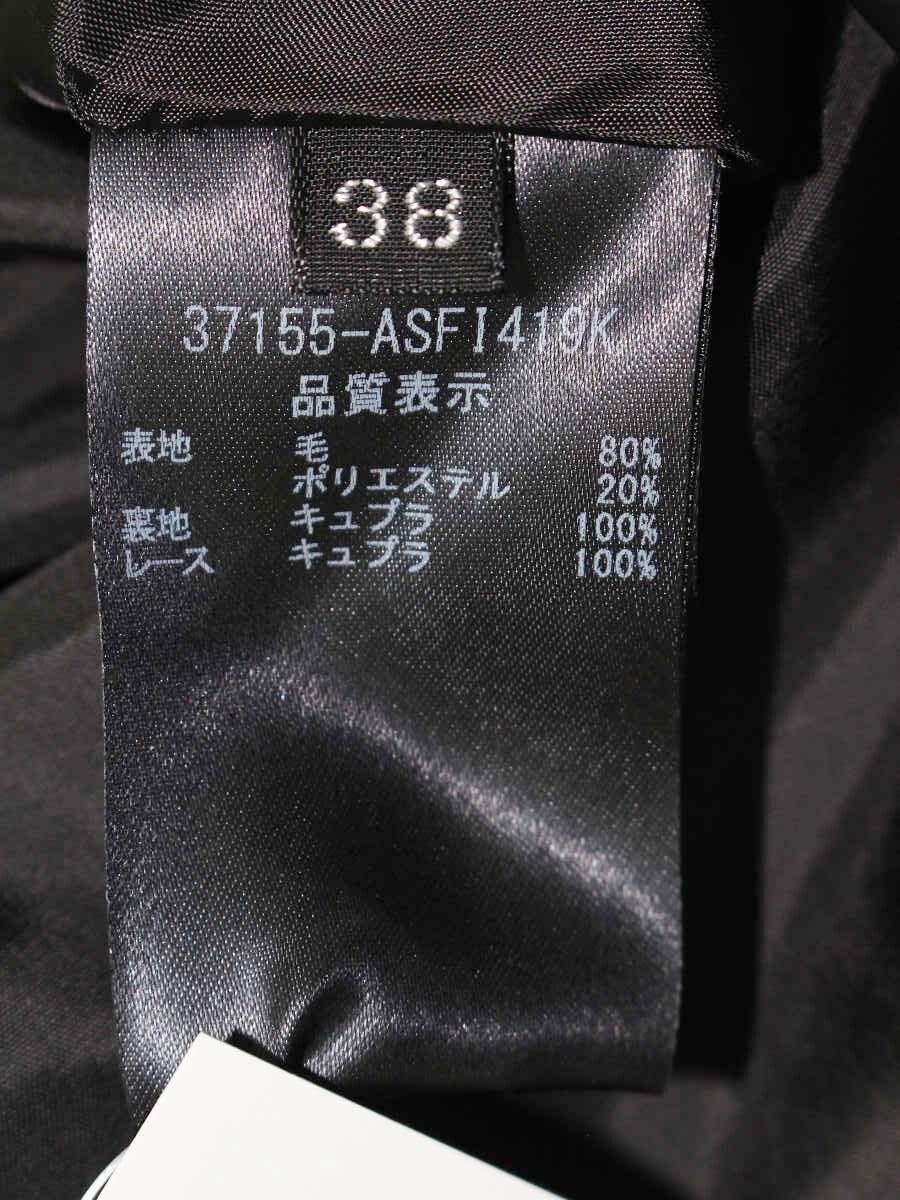 38
37155-ASFI419K
品質表示
表地 毛 80%
ポリエステル 20%
裏地 キュプラ 100%
レース キュプラ 100%